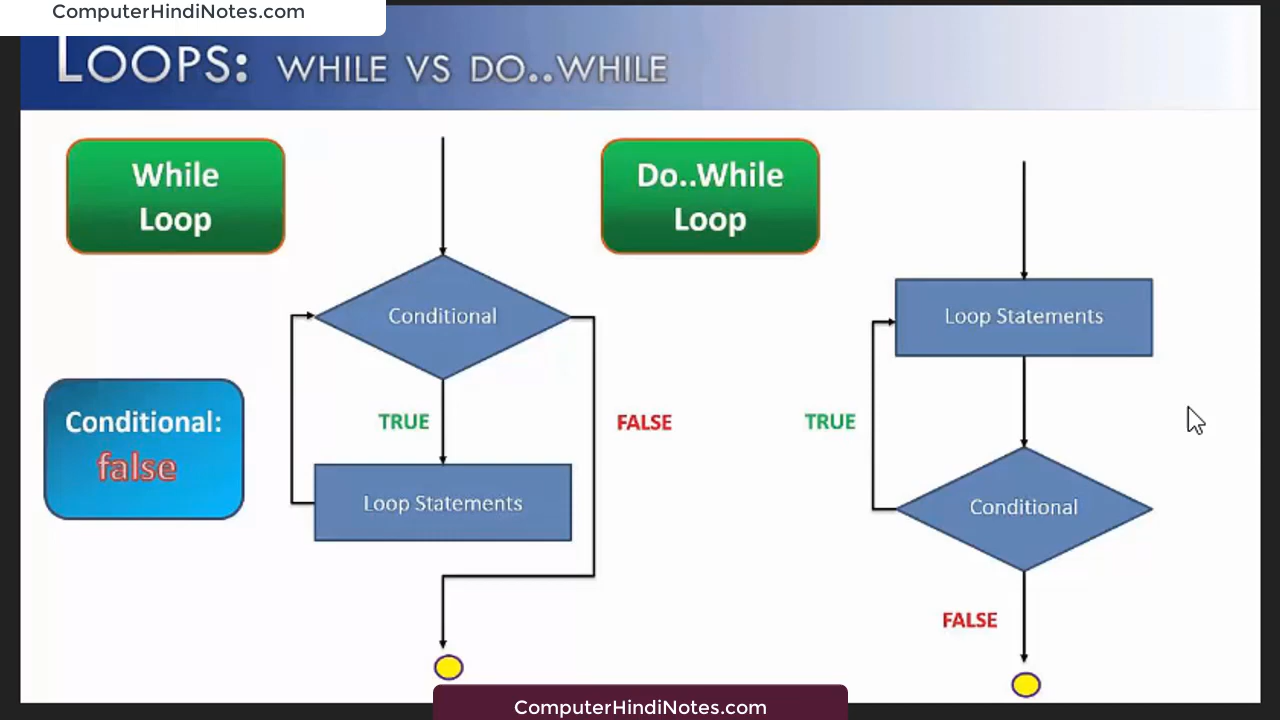 ComputerHindiNotes.com
LOOPS: WHILE VS DO..WHILE
While
Loop
Do..While
Loop
Conditional
Loop Statements
Conditional:
false
TRUE
FALSE
TRUE
Loop Statements
Conditional
FALSE
ComputerHindiNotes.com